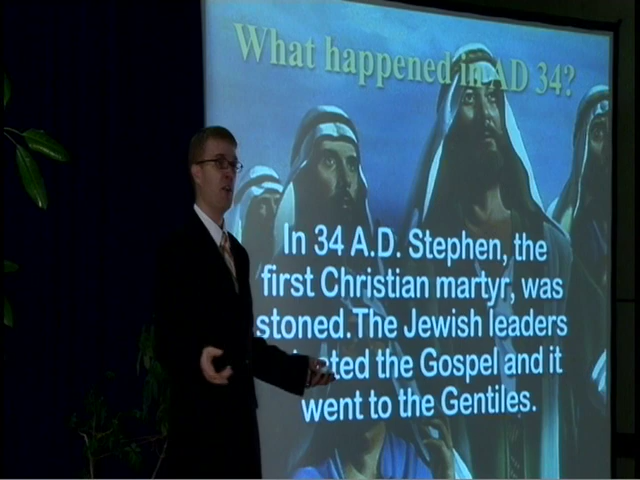 What happened in AD 34?
In 34 A.D. Stephen, the
first Christian martyr, was
stoned.The Jewish leaders
the Gospel and it
went to the Gentiles.